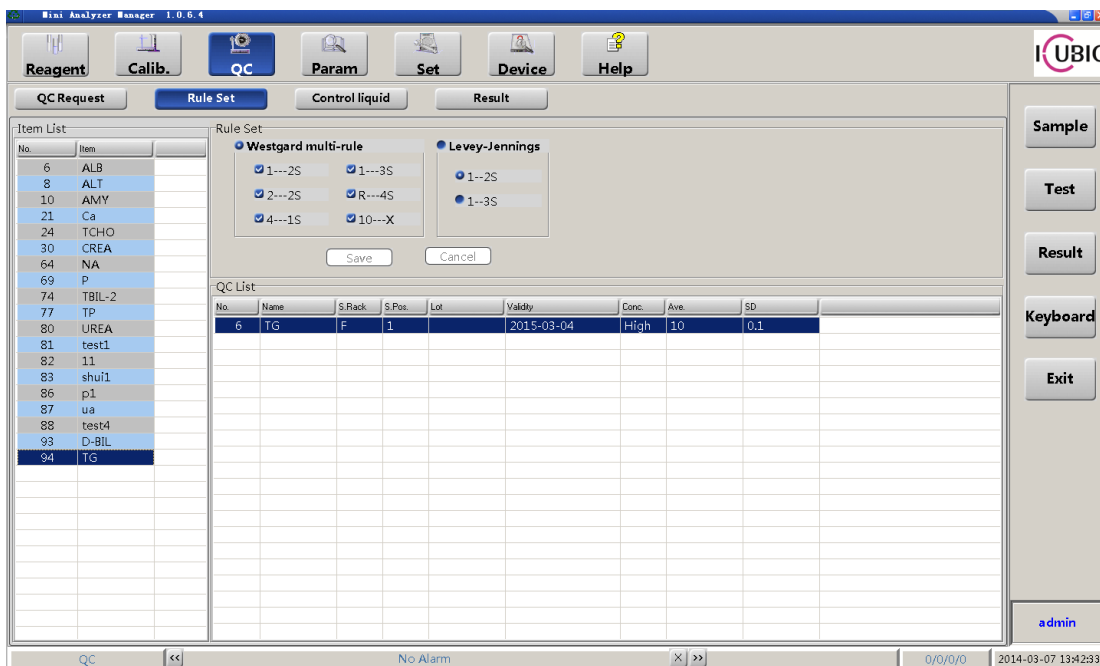 Mini Analyzer Manager 1.0.6.4
Reagent Calib. QC Param Set Device Help
QC Request Rule Set Control liquid Result
Item List
No. Item
6 ALB
8 ALT
10 AMY
21 Ca
24 TCHO
30 CREA
64 NA
69 P
74 TBIL-2
77 TP
80 UREA
81 test1
82 11
83 shui1
86 p1
87 ua
88 test4
93 D-BIL
94 TG
Rule Set
Westgard multi-rule Levey-Jennings
1---2S 1---3S 1--2S
2---2S R---4S 1--3S
4---1S 10---X
Save Cancel
QC List
No. Name S.Rack S.Pos. Lot Validity Conc. Ave. SD
6 TG F 1 2015-03-04 High 10 0.1
Sample
Test
Result
Keyboard
Exit
admin
QC << No Alarm X >> 0/0/0/0 2014-03-07 13:42:33